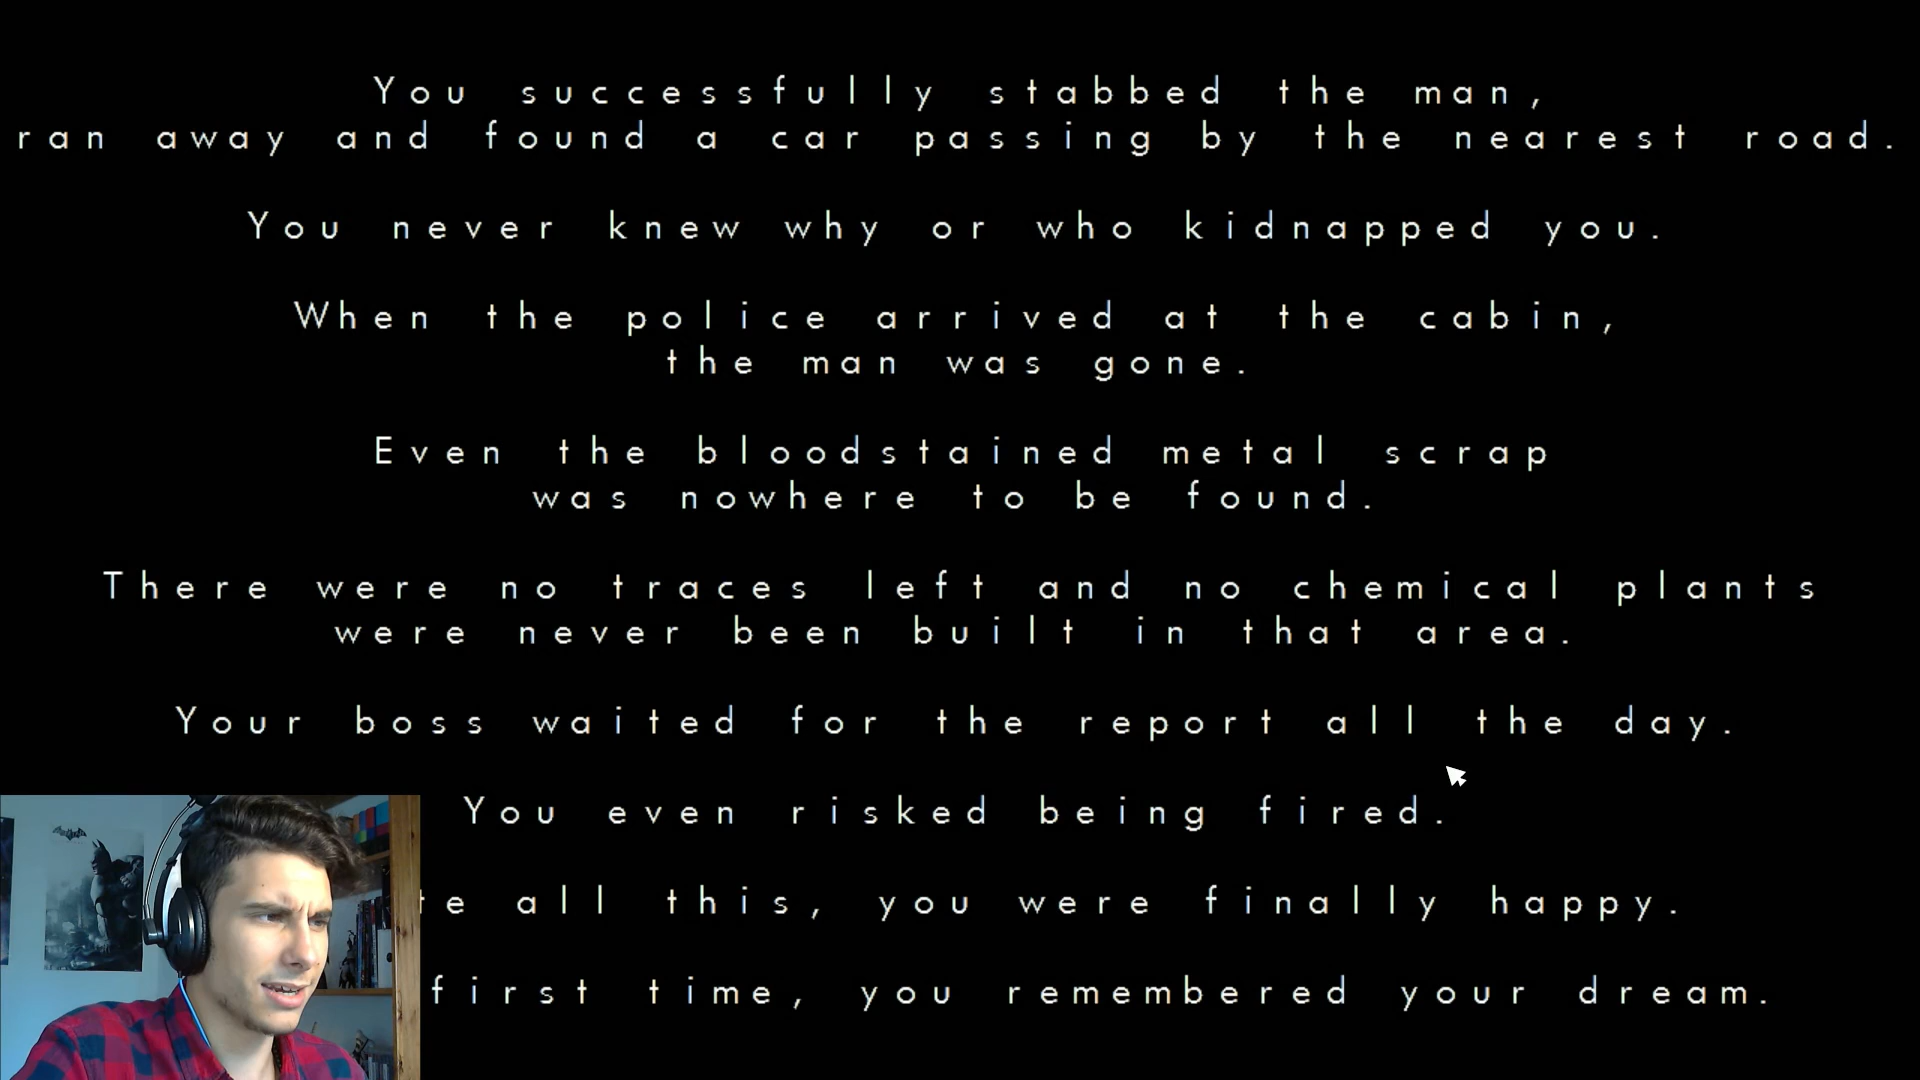 You successfully stabbed the man,
ran away and found a car passing by the nearest road.
You never knew why or who kidnapped you.
When the police arrived at the cabin,
the man was gone.
Even the bloodstained metal scrap
was nowhere to be found.
There were no traces left and no chemical plants
were never been built in that area.
Your boss waited for the report all the day.
You even risked being fired.
all this, you were finally happy.
first time, you remembered your dream.